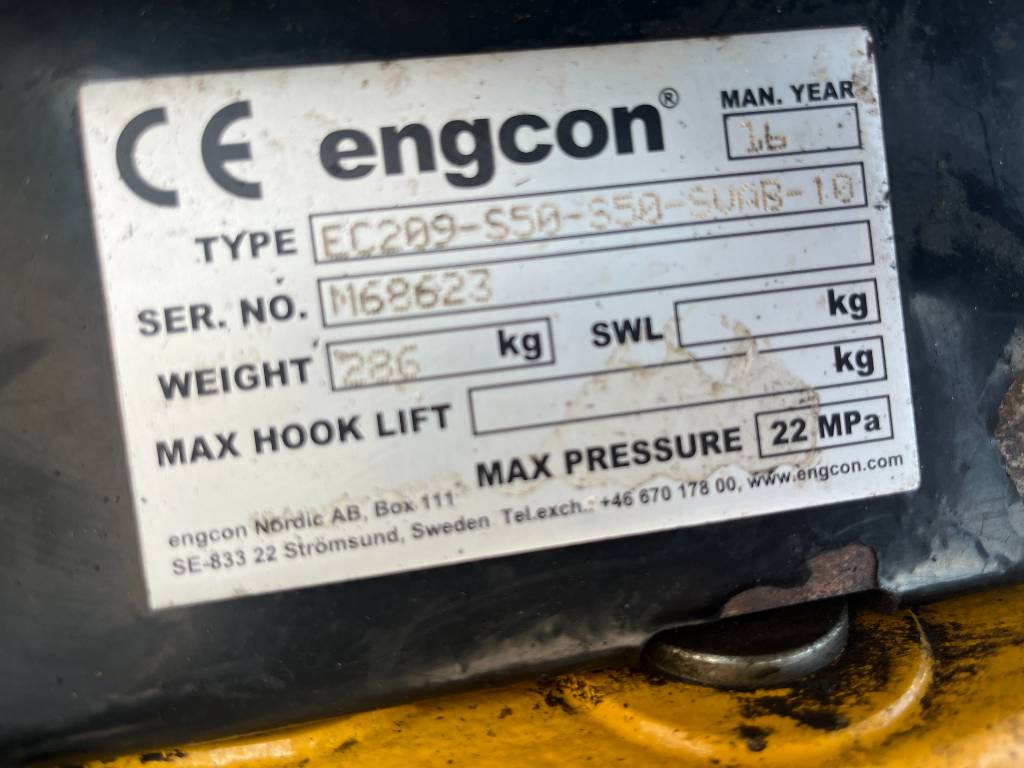 CE engcon® MAN. YEAR
16
TYPE EC209-S50-S50-SVAB-10
SER. NO. M68623
WEIGHT 286 kg SWL kg
MAX HOOK LIFT kg
MAX PRESSURE 22 MPa
engcon Nordic AB, Box 111
SE-833 22 Strömsund, Sweden Tel.exch.: +46 670 178 00, www.engcon.com